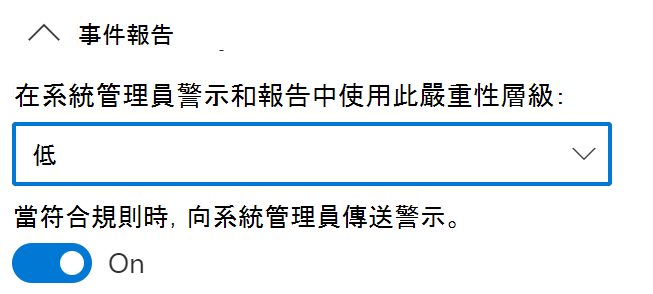 事件報告
在系統管理員警示和報告中使用此嚴重性層級:
低
當符合規則時, 向系統管理員傳送警示。
On